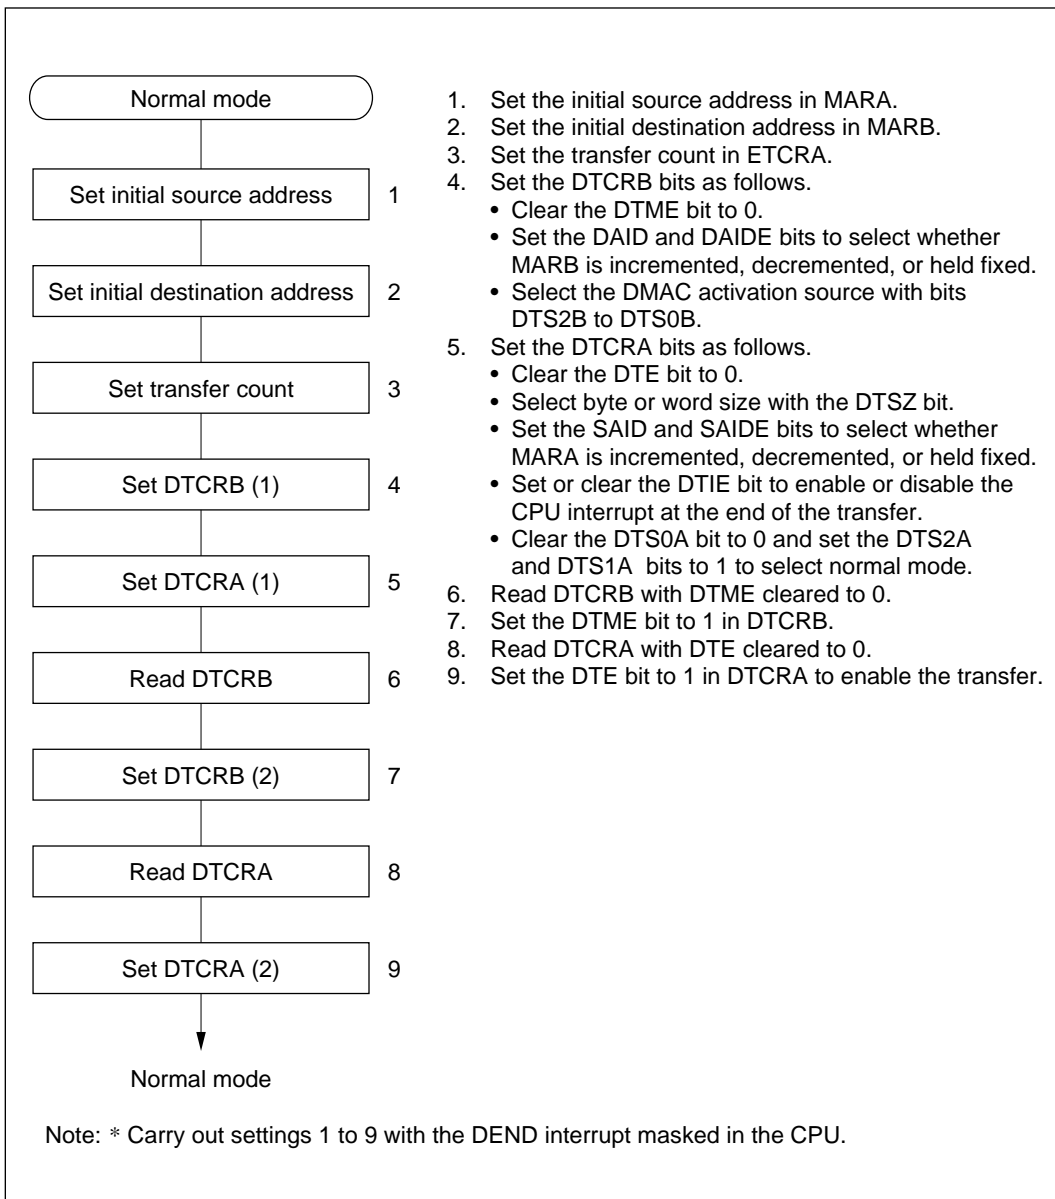 Normal mode
Set initial source address 1
Set initial destination address 2
Set transfer count 3
Set DTCRB (1) 4
Set DTCRA (1) 5
Read DTCRB 6
Set DTCRB (2) 7
Read DTCRA 8
Set DTCRA (2) 9
Normal mode
1. Set the initial source address in MARA.
2. Set the initial destination address in MARB.
3. Set the transfer count in ETCRA.
4. Set the DTCRB bits as follows.
• Clear the DTME bit to 0.
• Set the DAID and DAIDE bits to select whether
MARB is incremented, decremented, or held fixed.
• Select the DMAC activation source with bits
DTS2B to DTS0B.
5. Set the DTCRA bits as follows.
• Clear the DTE bit to 0.
• Select byte or word size with the DTSZ bit.
• Set the SAID and SAIDE bits to select whether
MARA is incremented, decremented, or held fixed.
• Set or clear the DTIE bit to enable or disable the
CPU interrupt at the end of the transfer.
• Clear the DTS0A bit to 0 and set the DTS2A
and DTS1A bits to 1 to select normal mode.
6. Read DTCRB with DTME cleared to 0.
7. Set the DTME bit to 1 in DTCRB.
8. Read DTCRA with DTE cleared to 0.
9. Set the DTE bit to 1 in DTCRA to enable the transfer.
Note: * Carry out settings 1 to 9 with the DEND interrupt masked in the CPU.